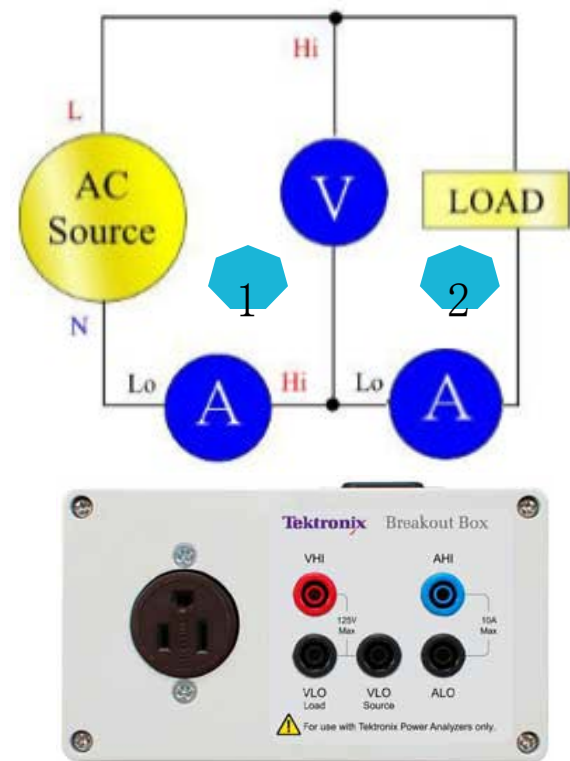 Hi
L
AC
Source
V
LOAD
1
2
N
Lo
A
Hi
Lo
A
Tektronix Breakout Box
VHI
AHI
125V
Max
10A
Max
VLO
Load
VLO
Source
ALO
For use with Tektronix Power Analyzers only.